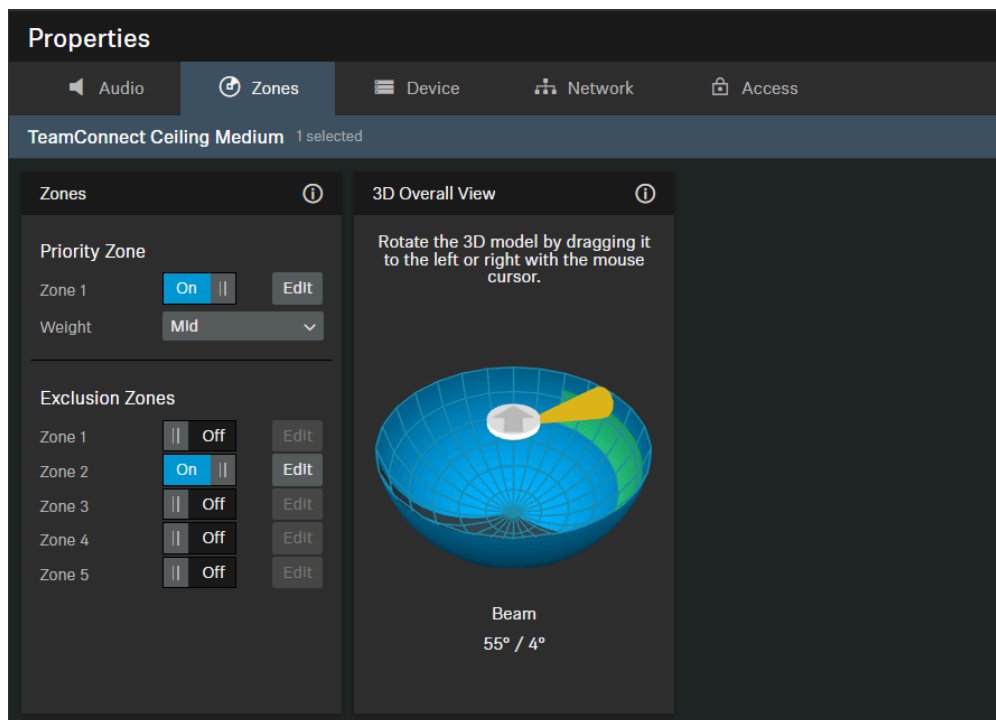 Properties
Audio Zones Device Network Access
TeamConnect Ceiling Medium 1 selected
Zones
Priority Zone
Zone 1 On Edit
Weight Mid
Exclusion Zones
Zone 1 Off Edit
Zone 2 On Edit
Zone 3 Off Edit
Zone 4 Off Edit
Zone 5 Off Edit
3D Overall View
Rotate the 3D model by dragging it
to the left or right with the mouse
cursor.
Beam
55° / 4°